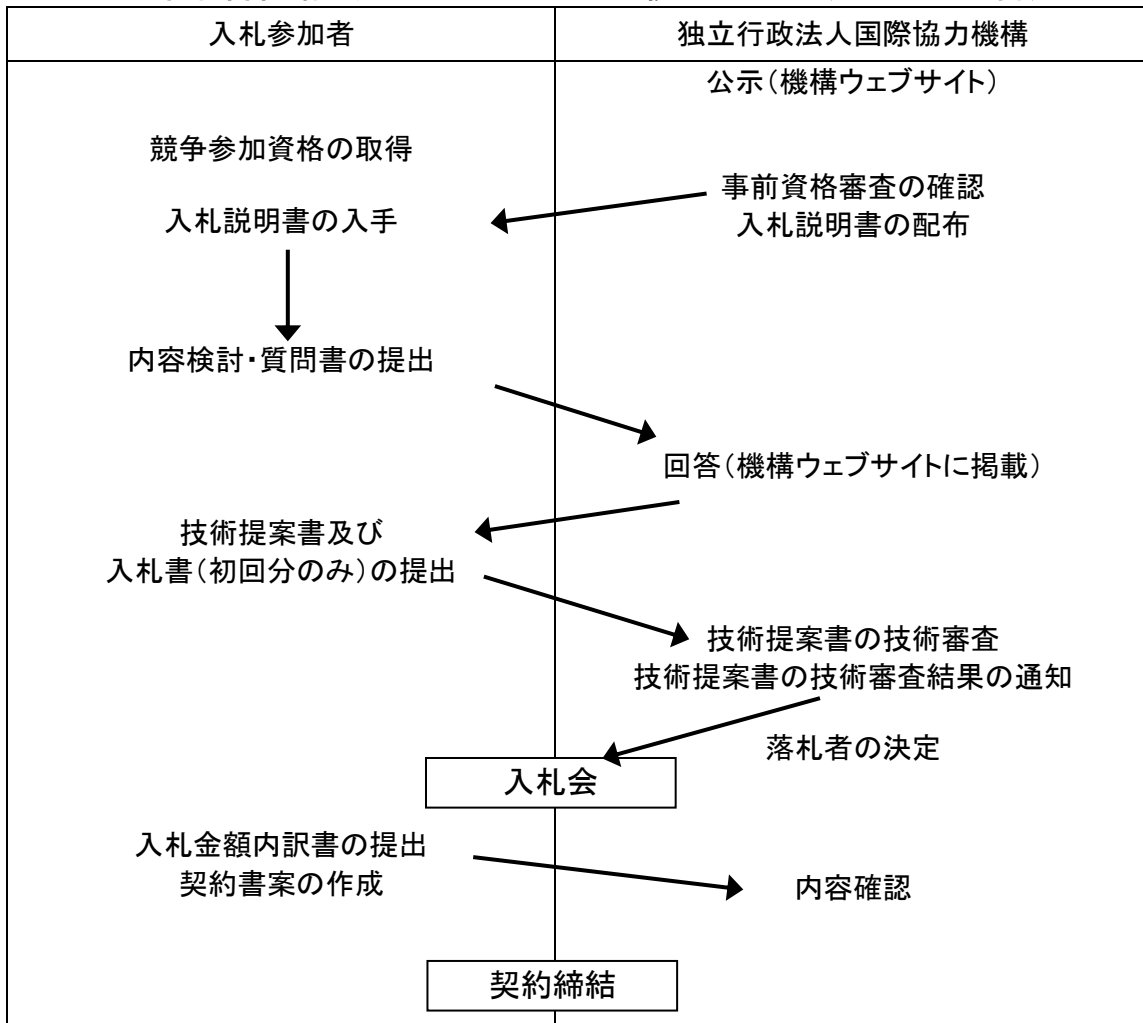 入札参加者
独立行政法人国際協力機構
公示（機構ウェブサイト）
競争参加資格の取得
事前資格審査の確認
入札説明書の入手
入札説明書の配布
内容検討・質問書の提出
回答（機構ウェブサイトに掲載）
技術提案書及び
入札書（初回分のみ）の提出
技術提案書の技術審査
技術提案書の技術審査結果の通知
落札者の決定
入札会
入札金額内訳書の提出
契約書案の作成
内容確認
契約締結